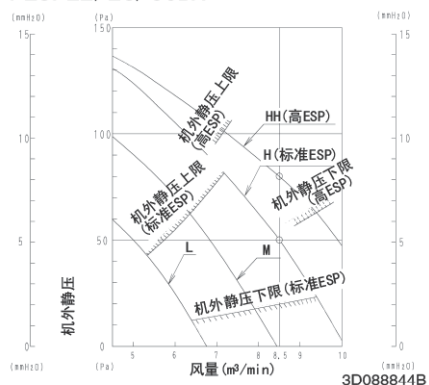 (mmH2O)
(Pa)
(mmH2O)
15
150
15
机外静压上限
(高ESP)
HH(高ESP)
10
100
10
H(标准ESP)
机外静压上限
(标准ESP)
机外静压下限
(高ESP)
5
50
5
L
M
机外静压下限(标准ESP)
机外静压
0
0
0
4.5
5
6
7
8
8.5
9
10
(mmH2O)
(Pa)
风量(m³/min)
(mmH2O)
3D088844B